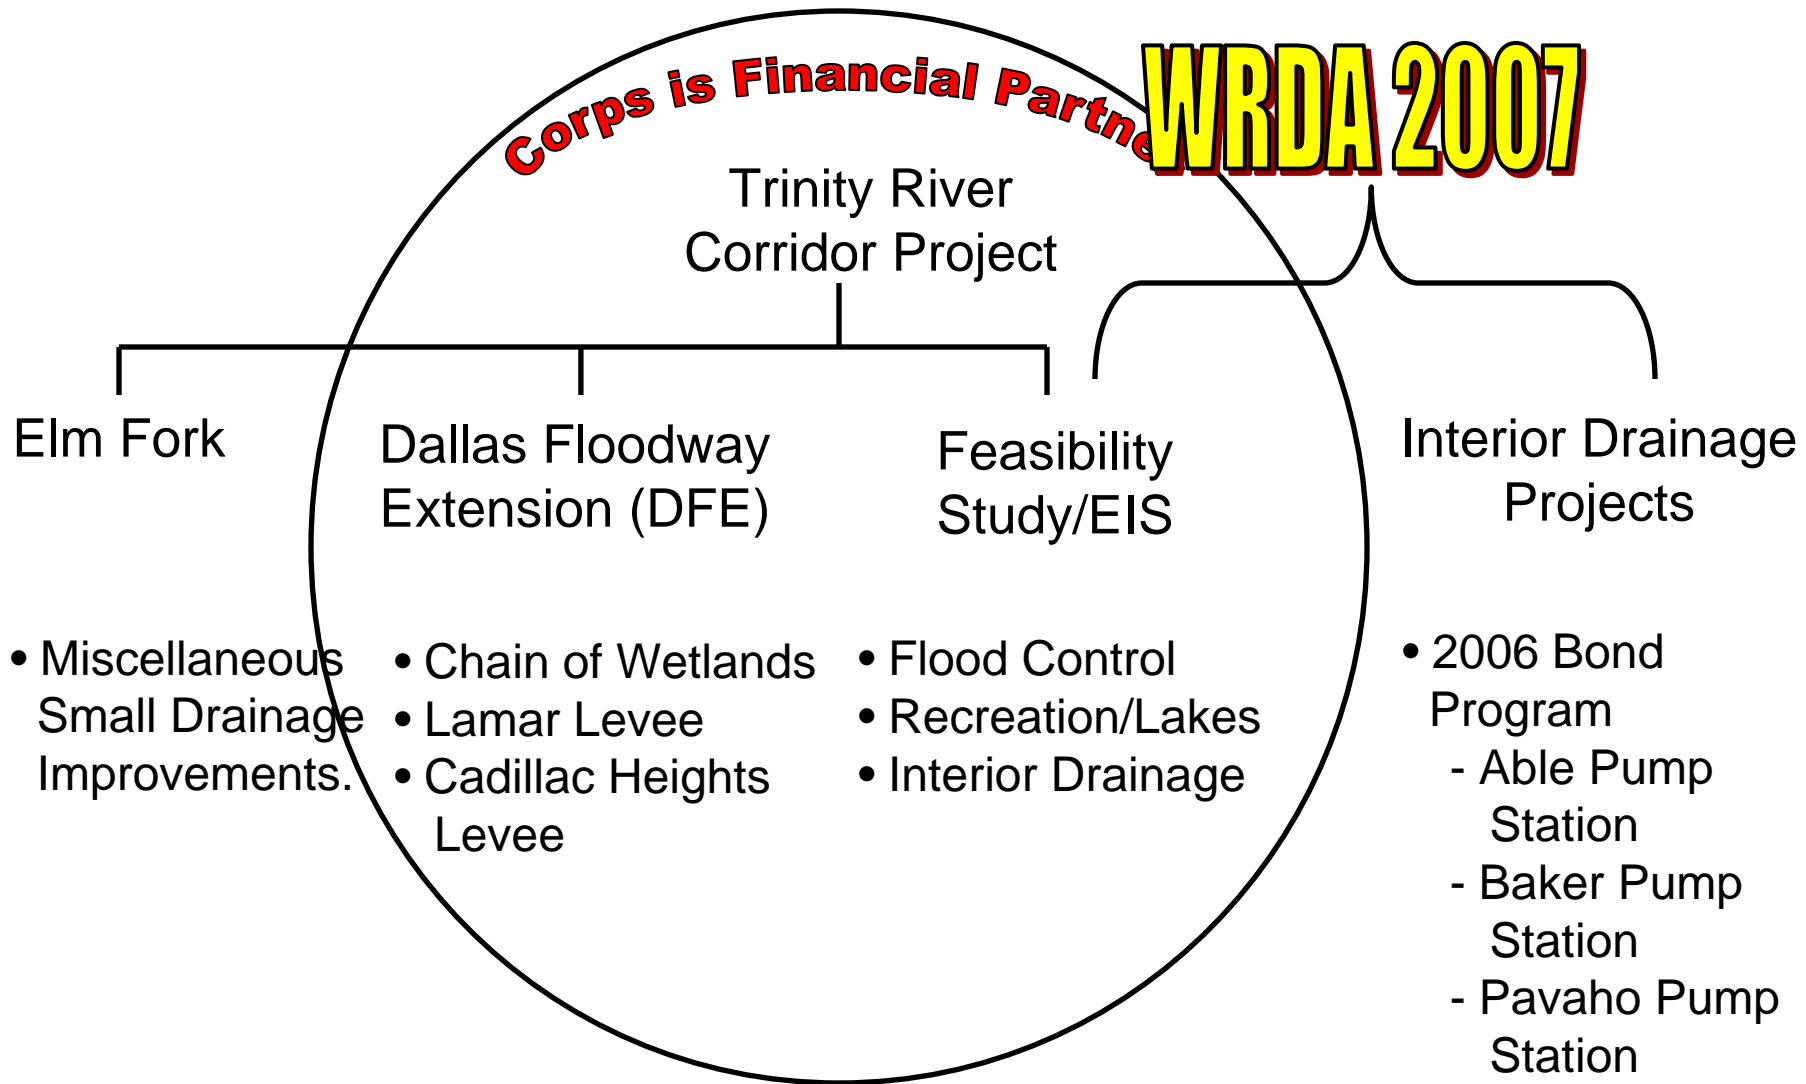 Corps is Financial Partne
WRDA 2007
Trinity River
Corridor Project
Elm Fork
Dallas Floodway
Extension (DFE)
Feasibility
Study/EIS
Interior Drainage
Projects
• Miscellaneous
Small Drainage
Improvements.
• Chain of Wetlands
• Lamar Levee
• Cadillac Heights
Levee
• Flood Control
• Recreation/Lakes
• Interior Drainage
• 2006 Bond
Program
- Able Pump
Station
- Baker Pump
Station
- Pavaho Pump
Station